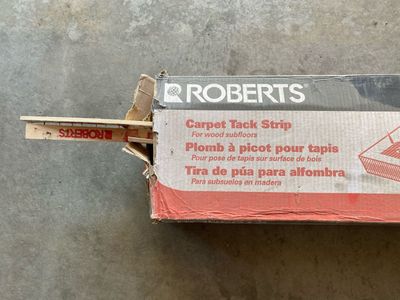 ROBERTS
Carpet Tack Strip
For wood subfloors
Plomb à picot pour tapis
Pour pose de tapis sur surface de bois
Tira de púa para alfombra
Para subsuelos en madera
ROBERTS